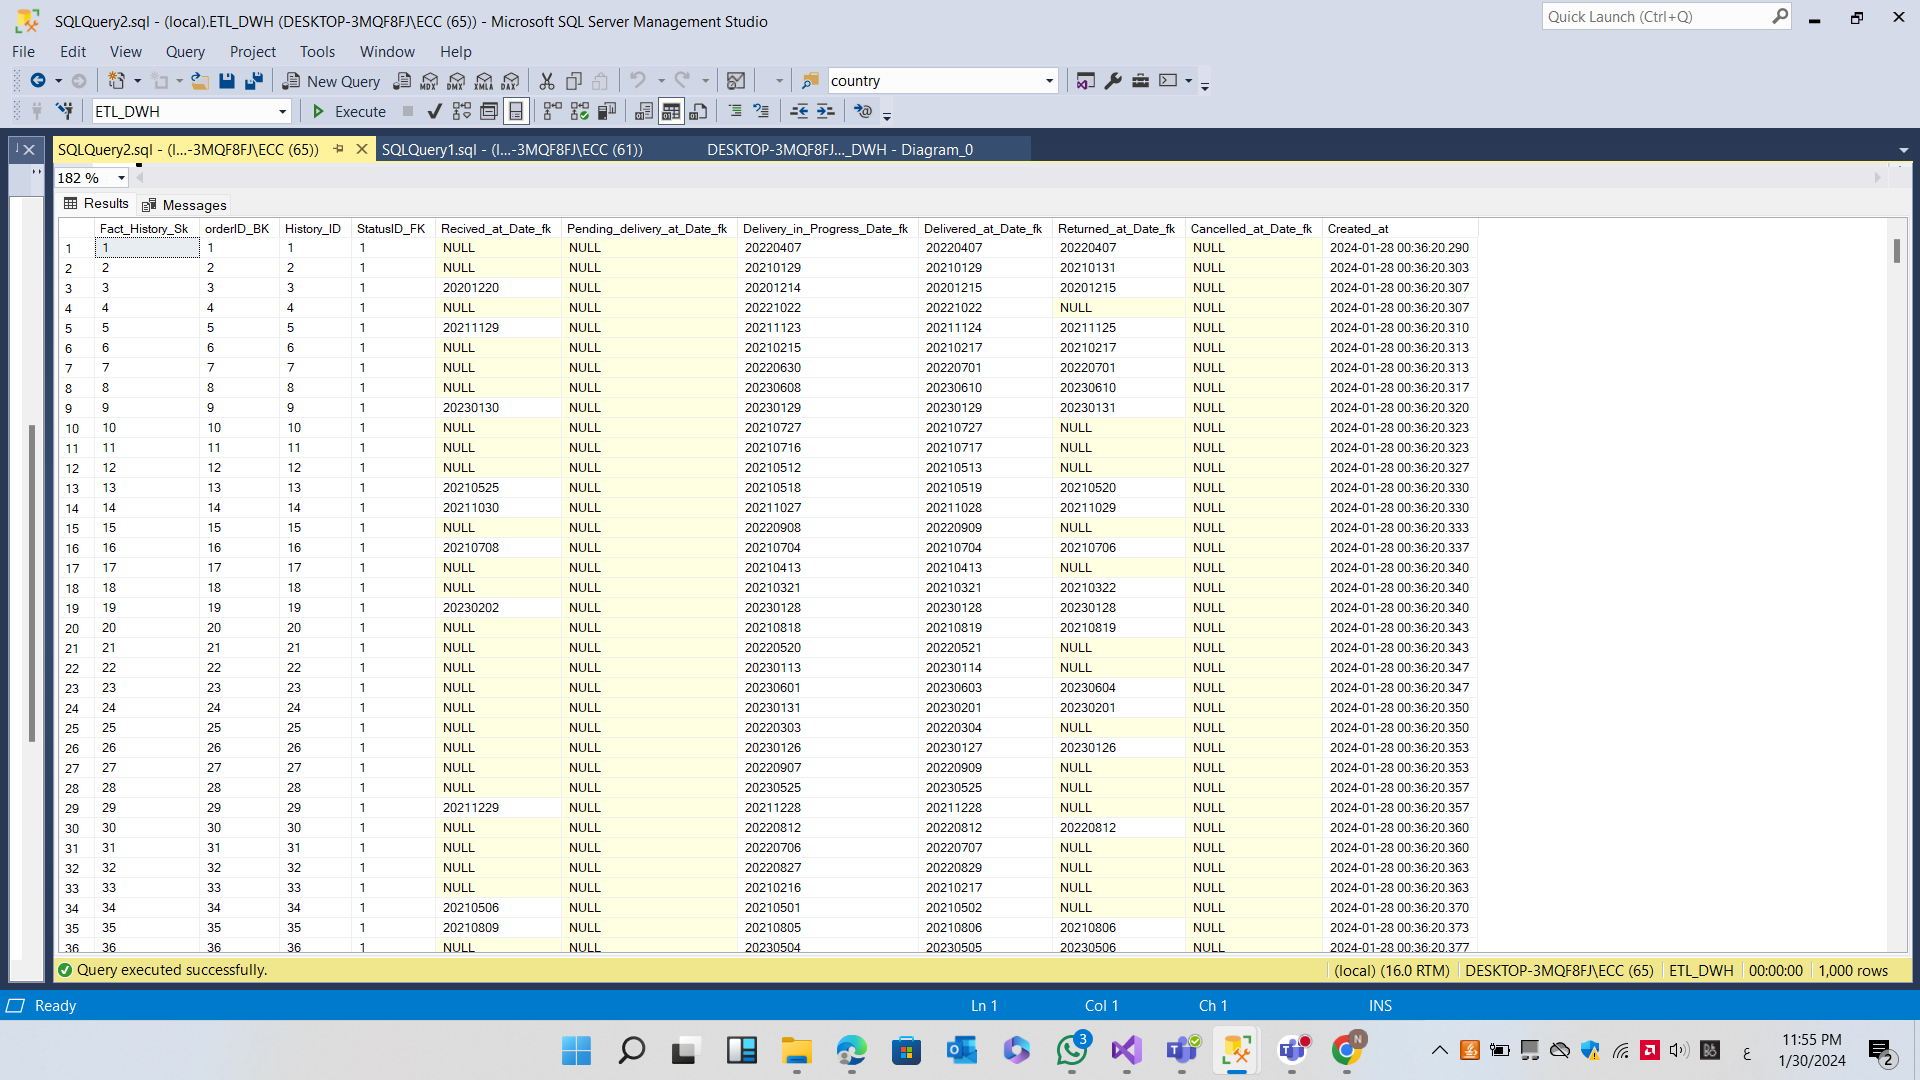 SQLQuery2.sql - (local).ETL_DWH (DESKTOP-3MQF8FJ\ECC (65)) - Microsoft SQL Server Management Studio
Quick Launch (Ctrl+Q)
File Edit View Query Project Tools Window Help
New Query MDX DMX XMLA DAX country
ETL_DWH Execute
SQLQuery2.sql - (l...-3MQF8FJ\ECC (65)) SQLQuery1.sql - (l...-3MQF8FJ\ECC (61)) DESKTOP-3MQF8FJ..._DWH - Diagram_0
182 %
Results Messages
Fact_History_Sk orderID_BK History_ID StatusID_FK Recived_at_Date_fk Pending_delivery_at_Date_fk Delivery_in_Progress_Date_fk Delivered_at_Date_fk Returned_at_Date_fk Cancelled_at_Date_fk Created_at
1 1 1 1 1 NULL NULL 20220407 20220407 20220407 NULL 2024-01-28 00:36:20.290
2 2 2 2 1 NULL NULL 20210129 20210129 20210131 NULL 2024-01-28 00:36:20.303
3 3 3 3 1 20201220 NULL 20201214 20201215 20201215 NULL 2024-01-28 00:36:20.307
4 4 4 4 1 NULL NULL 20221022 20221022 NULL NULL 2024-01-28 00:36:20.307
5 5 5 5 1 20211129 NULL 20211123 20211124 20211125 NULL 2024-01-28 00:36:20.310
6 6 6 6 1 NULL NULL 20210215 20210217 20210217 NULL 2024-01-28 00:36:20.313
7 7 7 7 1 NULL NULL 20220630 20220701 20220701 NULL 2024-01-28 00:36:20.313
8 8 8 8 1 NULL NULL 20230608 20230610 20230610 NULL 2024-01-28 00:36:20.317
9 9 9 9 1 20230130 NULL 20230129 20230129 20230131 NULL 2024-01-28 00:36:20.320
10 10 10 10 1 NULL NULL 20210727 20210727 NULL NULL 2024-01-28 00:36:20.323
11 11 11 11 1 NULL NULL 20210716 20210717 NULL NULL 2024-01-28 00:36:20.323
12 12 12 12 1 NULL NULL 20210512 20210513 NULL NULL 2024-01-28 00:36:20.327
13 13 13 13 1 20210525 NULL 20210518 20210519 20210520 NULL 2024-01-28 00:36:20.330
14 14 14 14 1 20211030 NULL 20211027 20211028 20211029 NULL 2024-01-28 00:36:20.330
15 15 15 15 1 NULL NULL 20220908 20220909 NULL NULL 2024-01-28 00:36:20.333
16 16 16 16 1 20210708 NULL 20210704 20210704 20210706 NULL 2024-01-28 00:36:20.337
17 17 17 17 1 NULL NULL 20210413 20210413 NULL NULL 2024-01-28 00:36:20.340
18 18 18 18 1 NULL NULL 20210321 20210321 20210322 NULL 2024-01-28 00:36:20.340
19 19 19 19 1 20230202 NULL 20230128 20230128 20230128 NULL 2024-01-28 00:36:20.340
20 20 20 20 1 NULL NULL 20210818 20210819 20210819 NULL 2024-01-28 00:36:20.343
21 21 21 21 1 NULL NULL 20220520 20220521 NULL NULL 2024-01-28 00:36:20.343
22 22 22 22 1 NULL NULL 20230113 20230114 NULL NULL 2024-01-28 00:36:20.347
23 23 23 23 1 NULL NULL 20230601 20230603 20230604 NULL 2024-01-28 00:36:20.347
24 24 24 24 1 NULL NULL 20230131 20230201 20230201 NULL 2024-01-28 00:36:20.350
25 25 25 25 1 NULL NULL 20220303 20220304 NULL NULL 2024-01-28 00:36:20.350
26 26 26 26 1 NULL NULL 20230126 20230127 20230126 NULL 2024-01-28 00:36:20.353
27 27 27 27 1 NULL NULL 20220907 20220909 NULL NULL 2024-01-28 00:36:20.353
28 28 28 28 1 NULL NULL 20230525 20230525 NULL NULL 2024-01-28 00:36:20.357
29 29 29 29 1 20211229 NULL 20211228 20211228 NULL NULL 2024-01-28 00:36:20.357
30 30 30 30 1 NULL NULL 20220812 20220812 20220812 NULL 2024-01-28 00:36:20.360
31 31 31 31 1 NULL NULL 20220706 20220707 NULL NULL 2024-01-28 00:36:20.360
32 32 32 32 1 NULL NULL 20220827 20220829 NULL NULL 2024-01-28 00:36:20.363
33 33 33 33 1 NULL NULL 20210216 20210217 NULL NULL 2024-01-28 00:36:20.363
34 34 34 34 1 20210506 NULL 20210501 20210502 NULL NULL 2024-01-28 00:36:20.370
35 35 35 35 1 20210809 NULL 20210805 20210806 20210806 NULL 2024-01-28 00:36:20.373
36 36 36 36 1 NULL NULL 20230504 20230505 20230506 NULL 2024-01-28 00:36:20.377
Query executed successfully. (local) (16.0 RTM) DESKTOP-3MQF8FJ\ECC (65) ETL_DWH 00:00:00 1,000 rows
Ready Ln 1 Col 1 Ch 1 INS
3 N ع 11:55 PM
1/30/2024 2